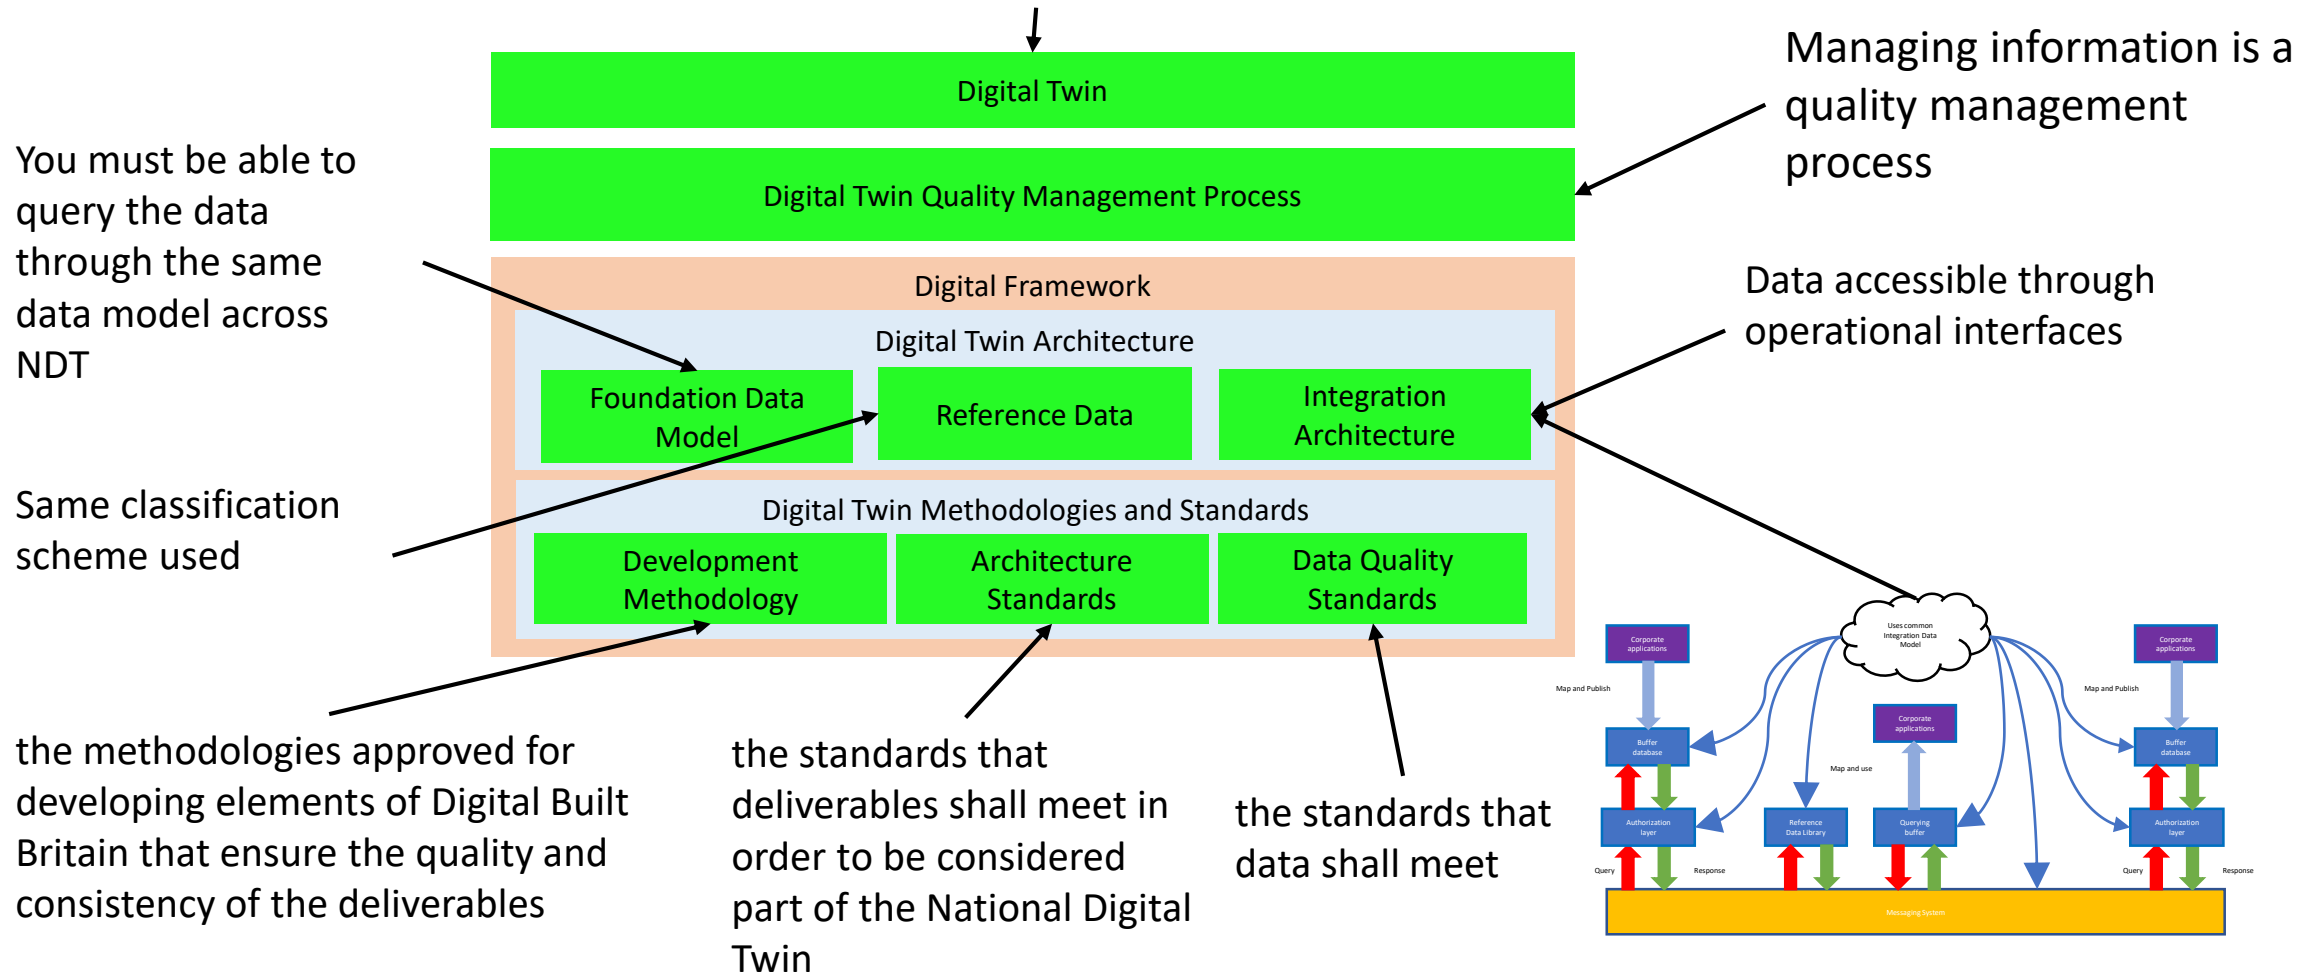 Digital Twin
Managing information is a
quality management
process
Digital Twin Quality Management Process
You must be able to
query the data
through the same
data model across
NDT
Digital Framework
Digital Twin Architecture
Foundation Data
Model
Reference Data
Integration
Architecture
Data accessible through
operational interfaces
Same classification
scheme used
Digital Twin Methodologies and Standards
Development
Methodology
Architecture
Standards
Data Quality
Standards
the methodologies approved for
developing elements of Digital Built
Britain that ensure the quality and
consistency of the deliverables
the standards that
deliverables shall meet in
order to be considered
part of the National Digital
Twin
the standards that
data shall meet
Uses common
Integration Data
Model
Corporate
applications
Corporate
applications
Map and Publish
Map and Publish
Corporate
applications
Buffer
database
Buffer
database
Map and use
Authorization
layer
Reference
Data Library
Querying
buffer
Authorization
layer
Query
Response
Query
Response
Messaging System